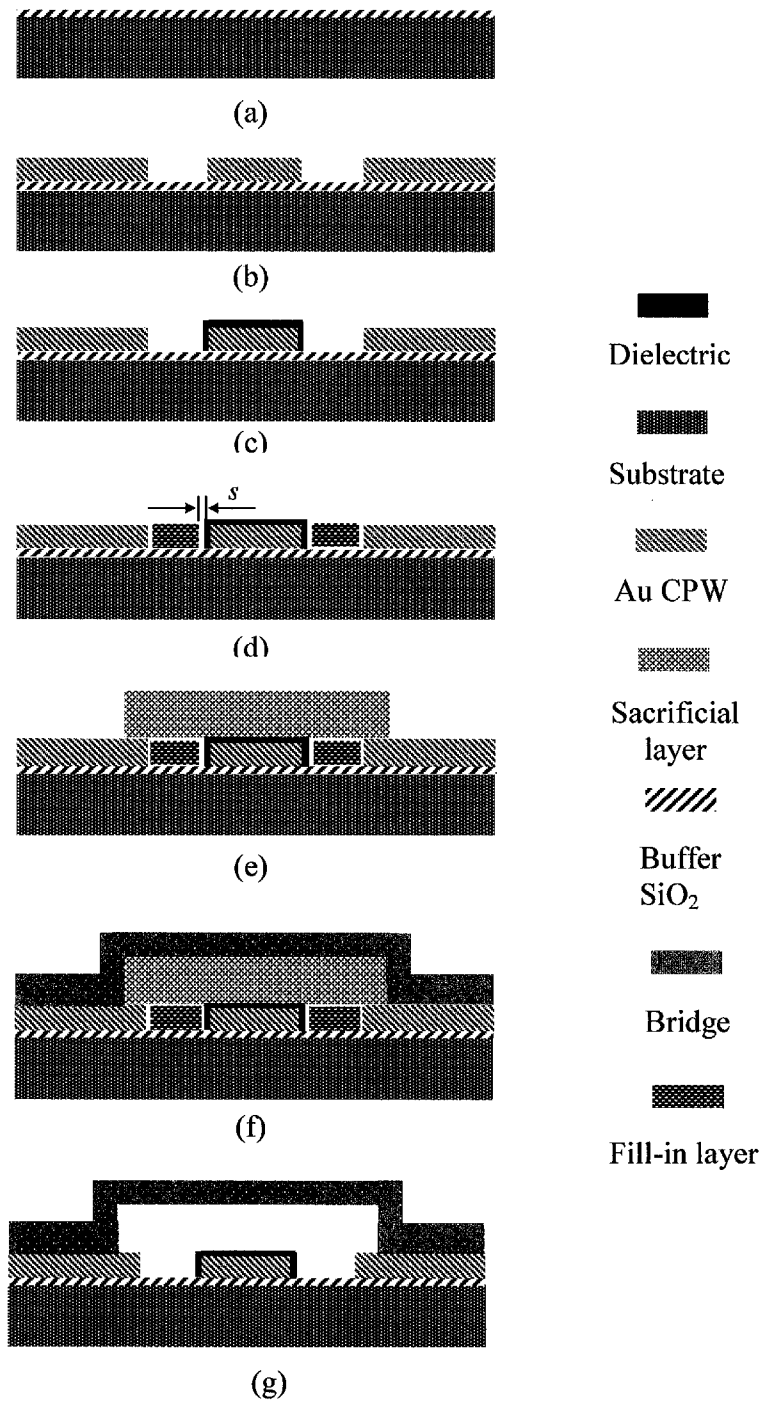 (a)
(b)
(c)
s
(d)
(e)
(f)
(g)
Dielectric
Substrate
Au CPW
Sacrificial
layer
Buffer
SiO₂
Bridge
Fill-in layer